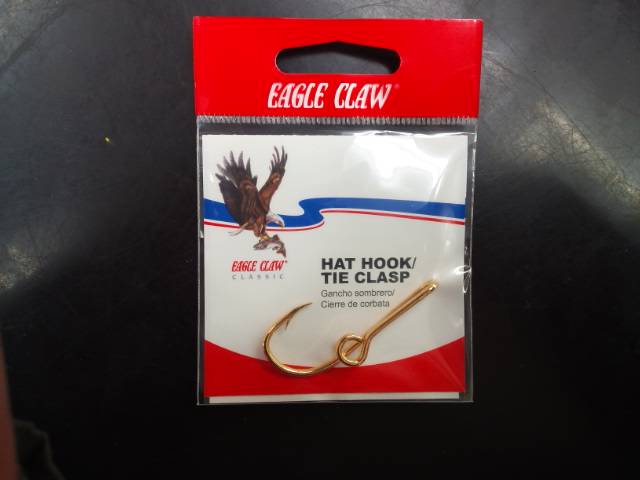 EAGLE CLAW®
EAGLE CLAW®
CLASSIC
HAT HOOK/
TIE CLASP
Gancho sombrero/
Cierre de corbata